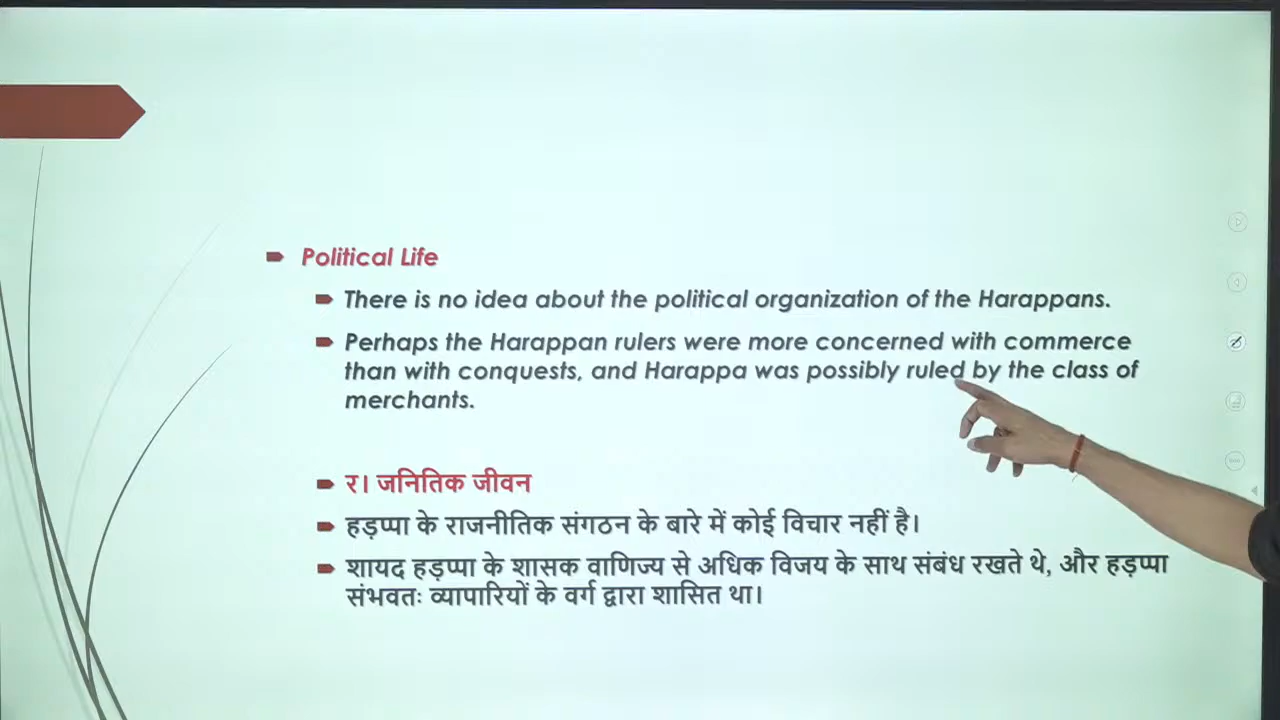 Political Life
There is no idea about the political organization of the Harappans.
Perhaps the Harappan rulers were more concerned with commerce
than with conquests, and Harappa was possibly ruled by the class of
merchants.
र। जनितिक जीवन
हड़प्पा के राजनीतिक संगठन के बारे में कोई विचार नहीं है।
शायद हड़प्पा के शासक वाणिज्य से अधिक विजय के साथ संबंध रखते थे, और हड़प्पा
संभवतः व्यापारियों के वर्ग द्वारा शासित था।